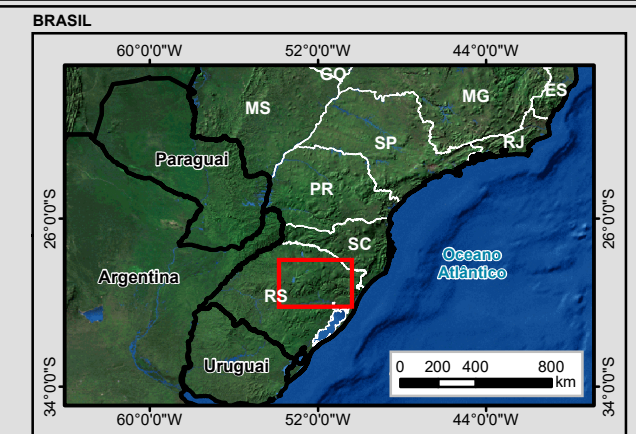 BRASIL
60°0'0"W 52°0'0"W 44°0'0"W
GO
MS
MG
ES
SP
RJ
Paraguai
PR
26°0'0"S
26°0'0"S
SC
Oceano
Atlântico
Argentina
RS
Uruguai
0 200 400 800
km
34°0'0"S
34°0'0"S
60°0'0"W 52°0'0"W 44°0'0"W